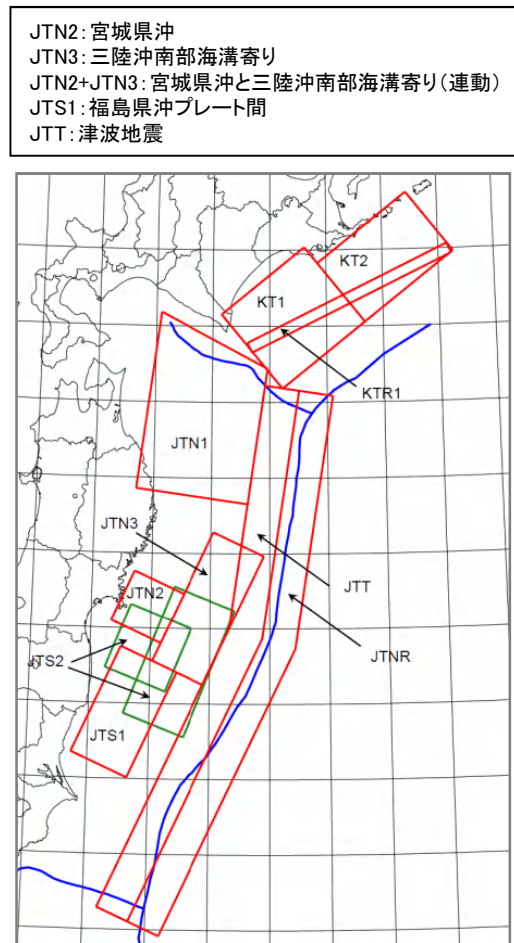 JTN2:宮城県沖
JTN3:三陸沖南部海溝寄り
JTN2+JTN3:宮城県沖と三陸沖南部海溝寄り(連動)
JTS1:福島県沖プレート間
JTT:津波地震
KT2
KT1
KTR1
JTN1
JTN3
JTT
JTN2
JTNR
JTS2
JTS1